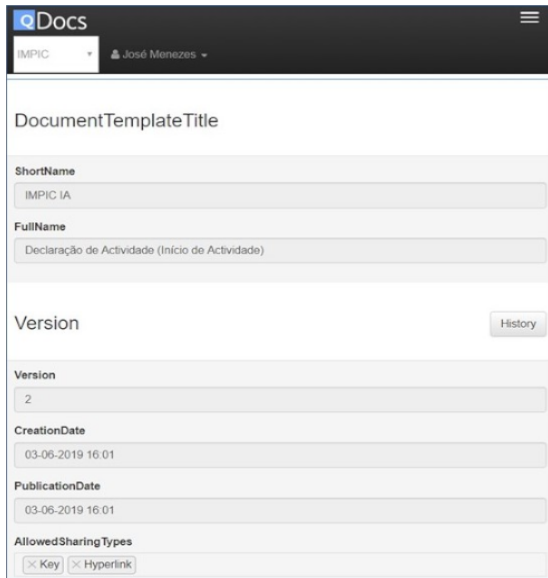 QDocs
IMPIC
José Menezes
DocumentTemplateTitle
ShortName
IMPIC IA
FullName
Declaração de Actividade (Início de Actividade)
Version
History
Version
2
CreationDate
03-06-2019 16:01
PublicationDate
03-06-2019 16:01
AllowedSharingTypes
× Key × Hyperlink